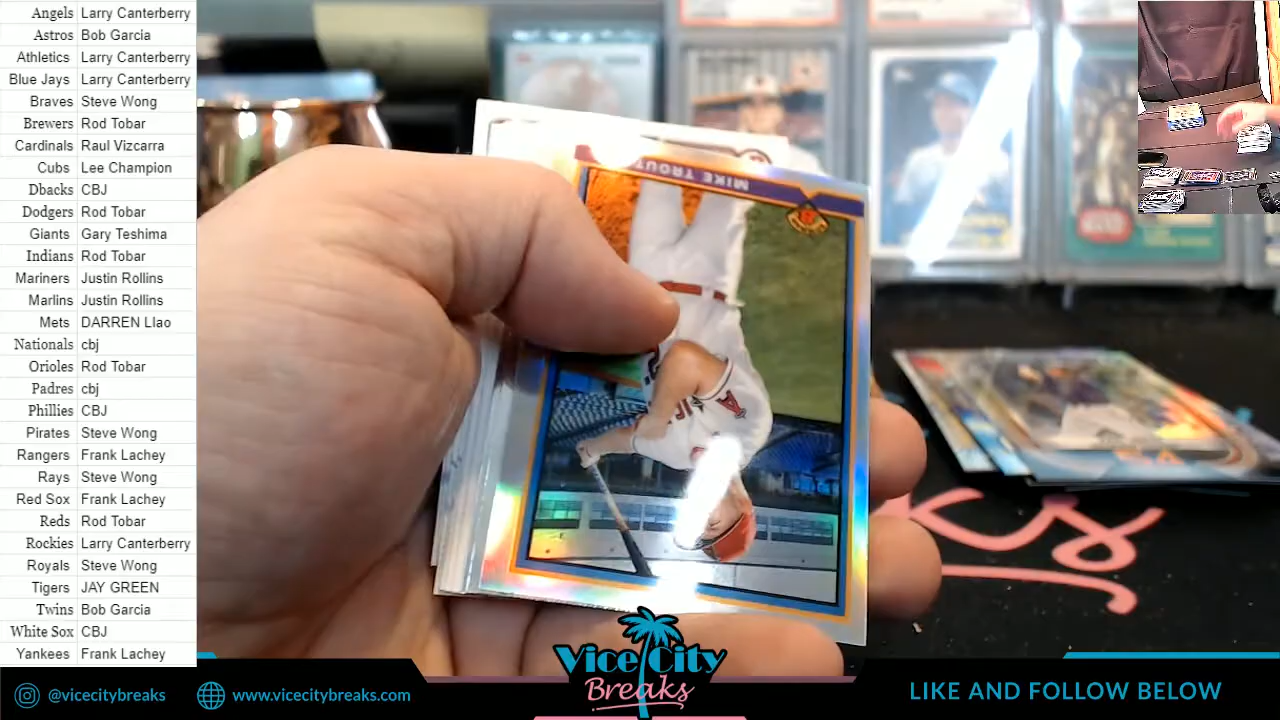 Angels Larry Canterberry
Astros Bob Garcia
Athletics Larry Canterberry
Blue Jays Larry Canterberry
Braves Steve Wong
Brewers Rod Tobar
Cardinals Raul Vizcarra
Cubs Lee Champion
Dbacks CBJ
Dodgers Rod Tobar
Giants Gary Teshima
Indians Rod Tobar
Mariners Justin Rollins
Marlins Justin Rollins
Mets DARREN LIao
Nationals cbj
Orioles Rod Tobar
Padres cbj
Phillies CBJ
Pirates Steve Wong
Rangers Frank Lachey
Rays Steve Wong
Red Sox Frank Lachey
Reds Rod Tobar
Rockies Larry Canterberry
Royals Steve Wong
Tigers JAY GREEN
Twins Bob Garcia
White Sox CBJ
Yankees Frank Lachey
MIKE TROUT
@vicecitybreaks
www.vicecitybreaks.com
Vice City
Breaks
LIKE AND FOLLOW BELOW